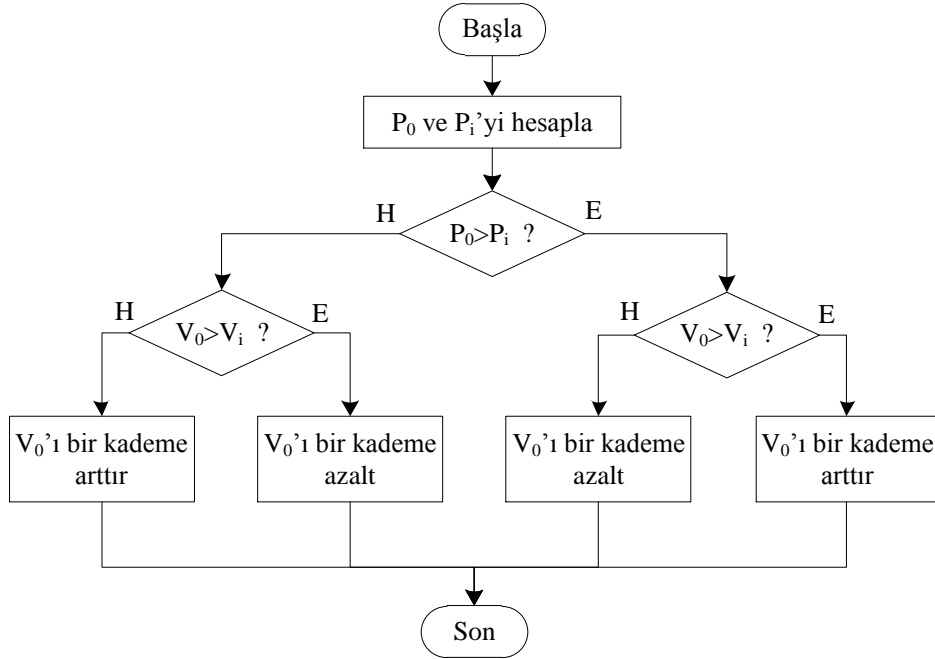 Başla
P₀ ve Pᵢ’yi hesapla
H
E
P₀>Pᵢ ?
H
E
H
E
V₀>Vᵢ ?
V₀>Vᵢ ?
V₀’ı bir kademe
arttır
V₀’ı bir kademe
azalt
V₀’ı bir kademe
azalt
V₀’ı bir kademe
arttır
Son